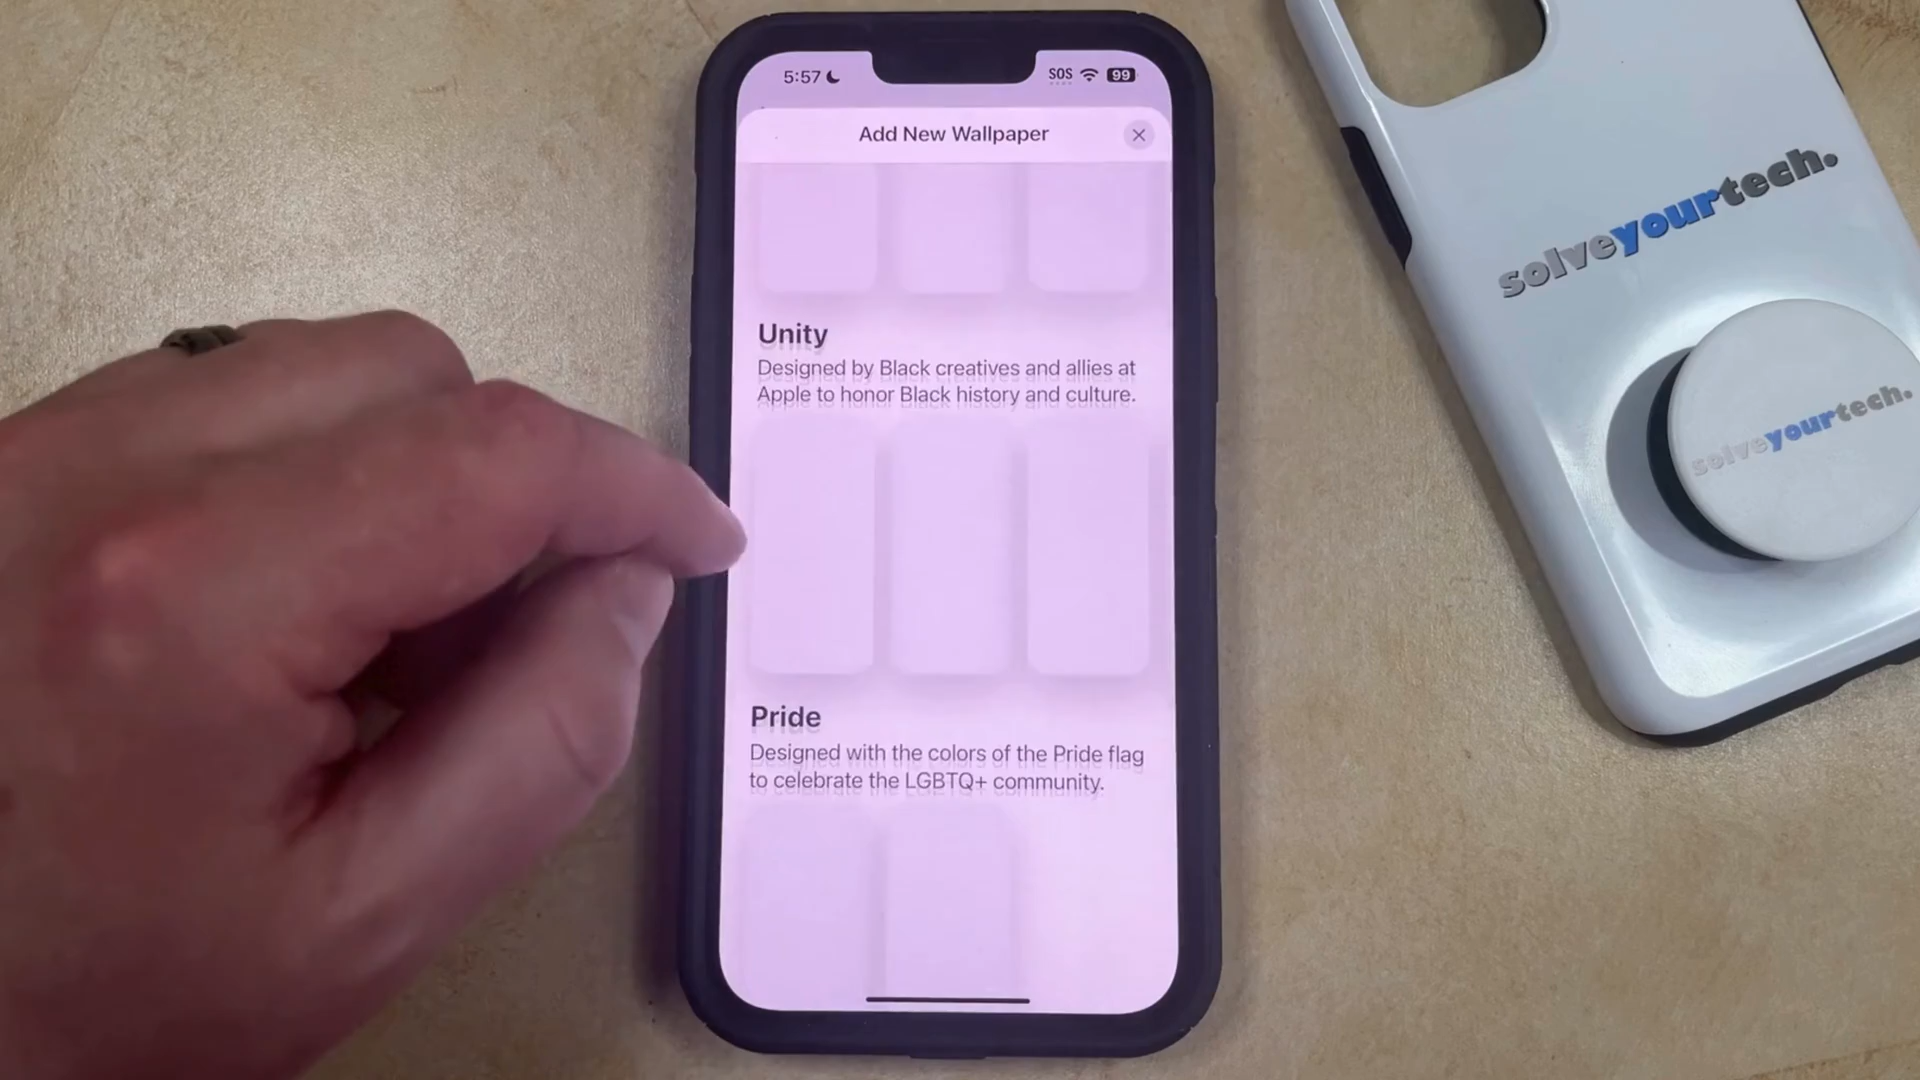 5:57
SOS
99
Add New Wallpaper
Unity
Designed by Black creatives and allies at
Apple to honor Black history and culture.
Pride
Designed with the colors of the Pride flag
to celebrate the LGBTQ+ community.
solveyourtech.
solveyourtech.